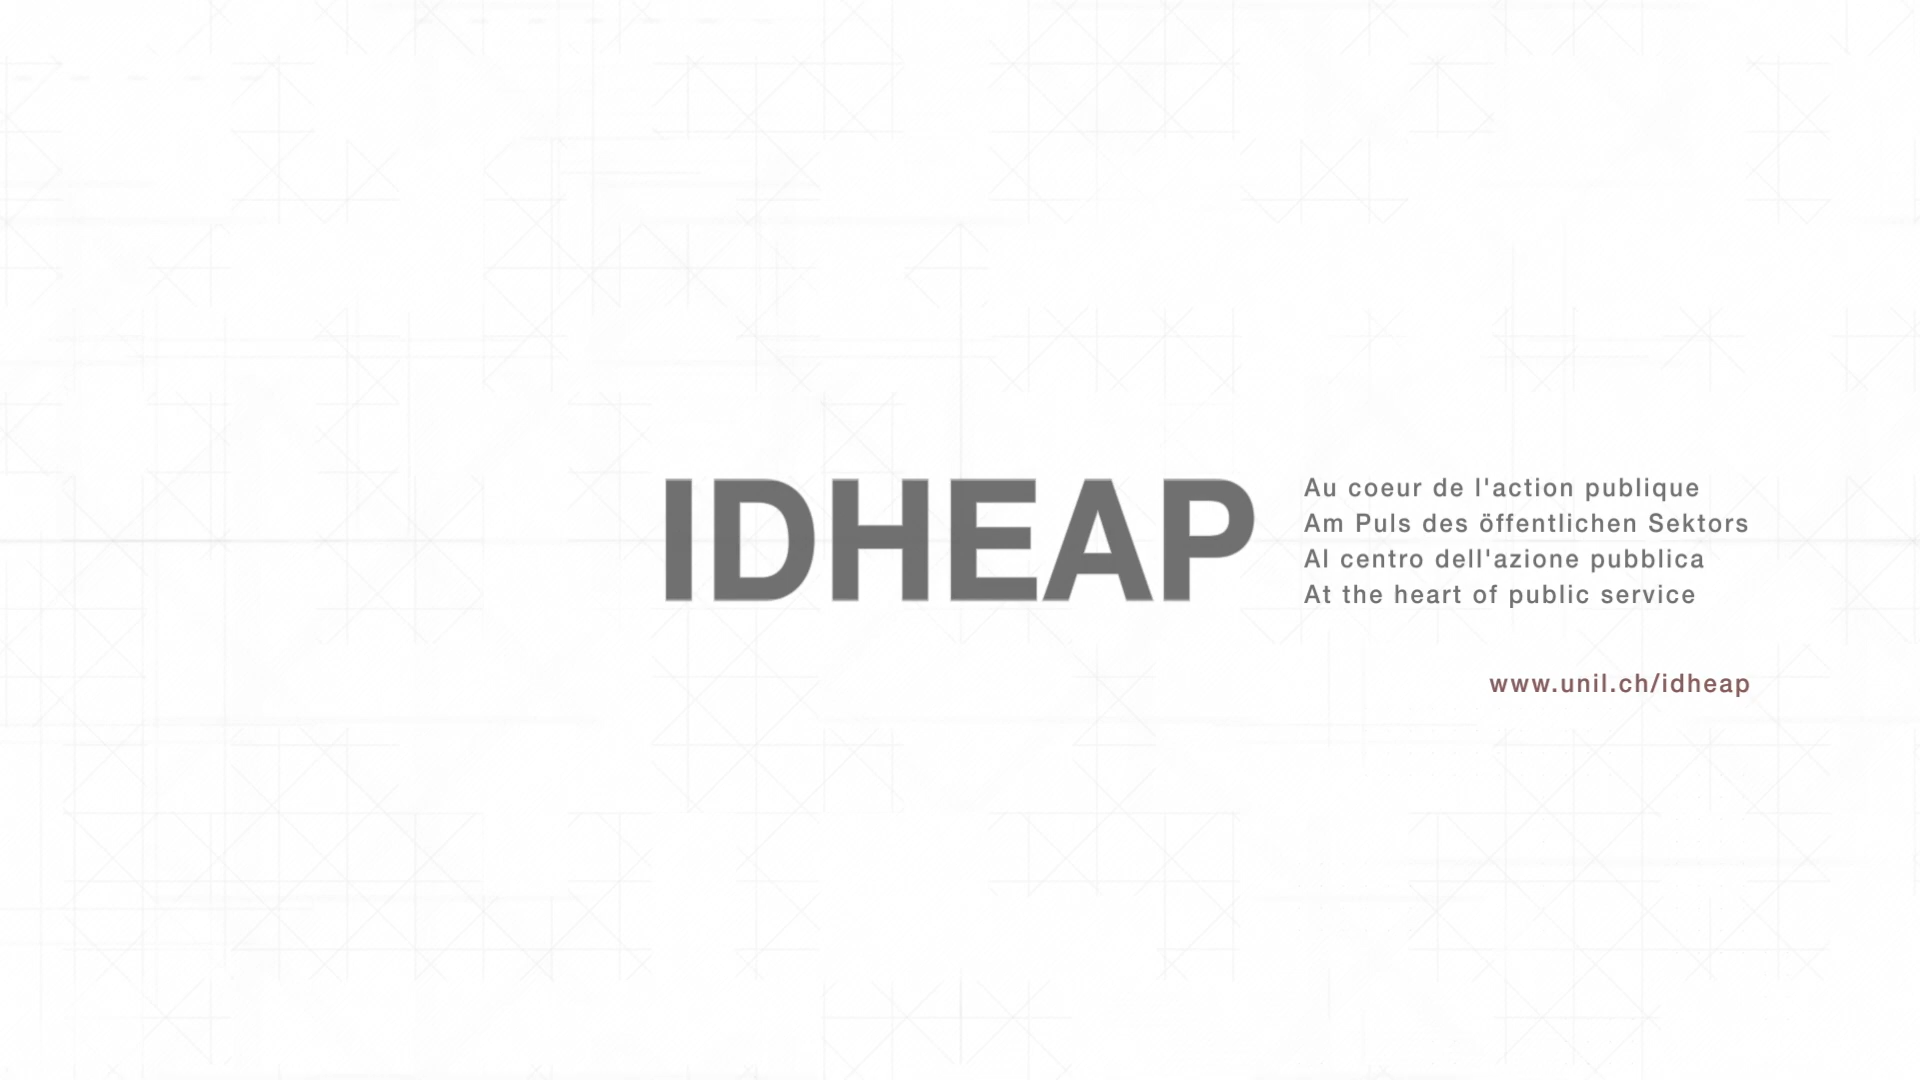 IDHEAP
Au coeur de l'action publique
Am Puls des öffentlichen Sektors
Al centro dell'azione pubblica
At the heart of public service
www.unil.ch/idheap